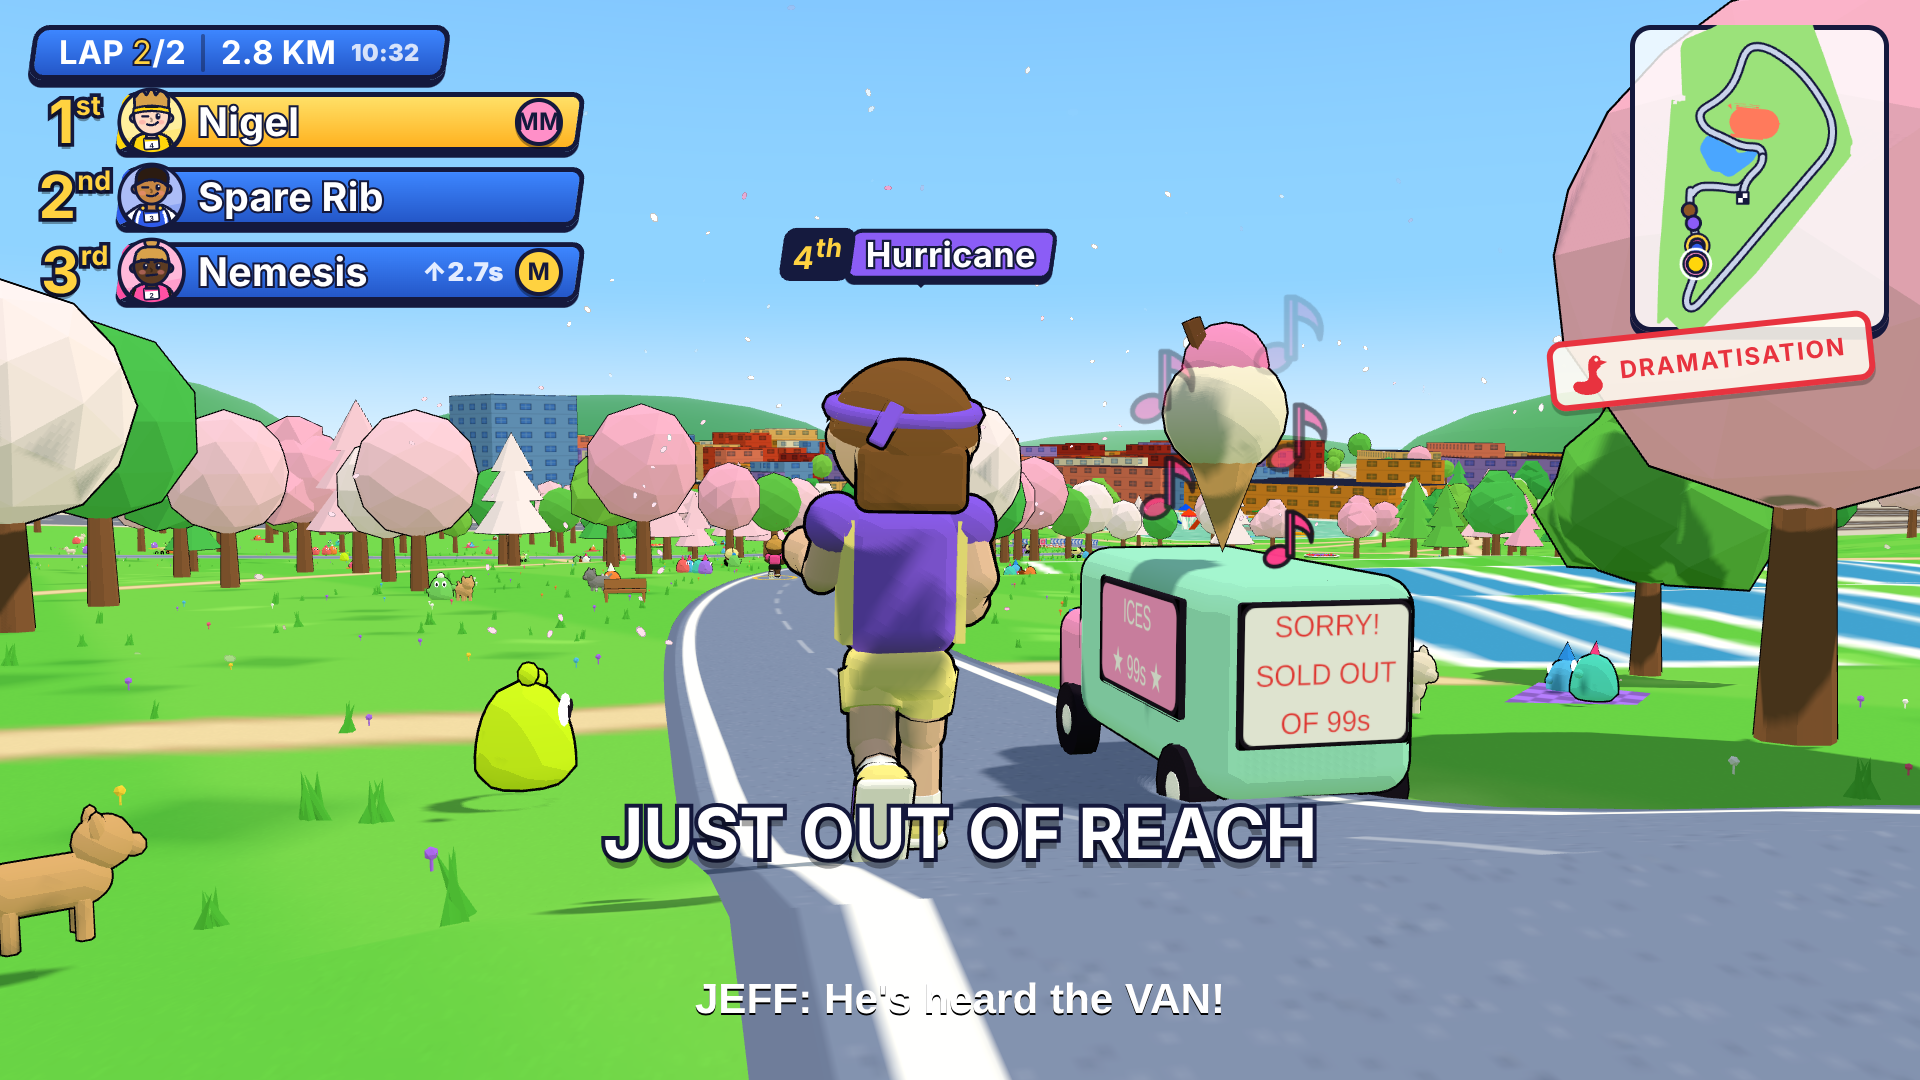 LAP 2/2 2.8 KM 10:32
1st Nigel MM
2nd Spare Rib
3rd Nemesis ↑2.7s M
4th Hurricane
DRAMATISATION
ICES
★ 99s ★
SORRY!
SOLD OUT
OF 99s
JUST OUT OF REACH
JEFF: He's heard the VAN!